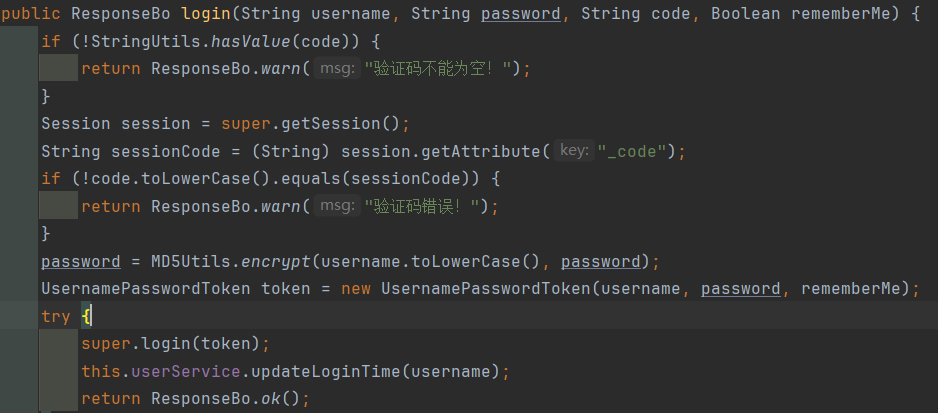 public ResponseBo login(String username, String password, String code, Boolean rememberMe) {
if (!StringUtils.hasValue(code)) {
return ResponseBo.warn( msg: "验证码不能为空！");
}
Session session = super.getSession();
String sessionCode = (String) session.getAttribute( key: "_code");
if (!code.toLowerCase().equals(sessionCode)) {
return ResponseBo.warn( msg: "验证码错误！");
}
password = MD5Utils.encrypt(username.toLowerCase(), password);
UsernamePasswordToken token = new UsernamePasswordToken(username, password, rememberMe);
try {
super.login(token);
this.userService.updateLoginTime(username);
return ResponseBo.ok();